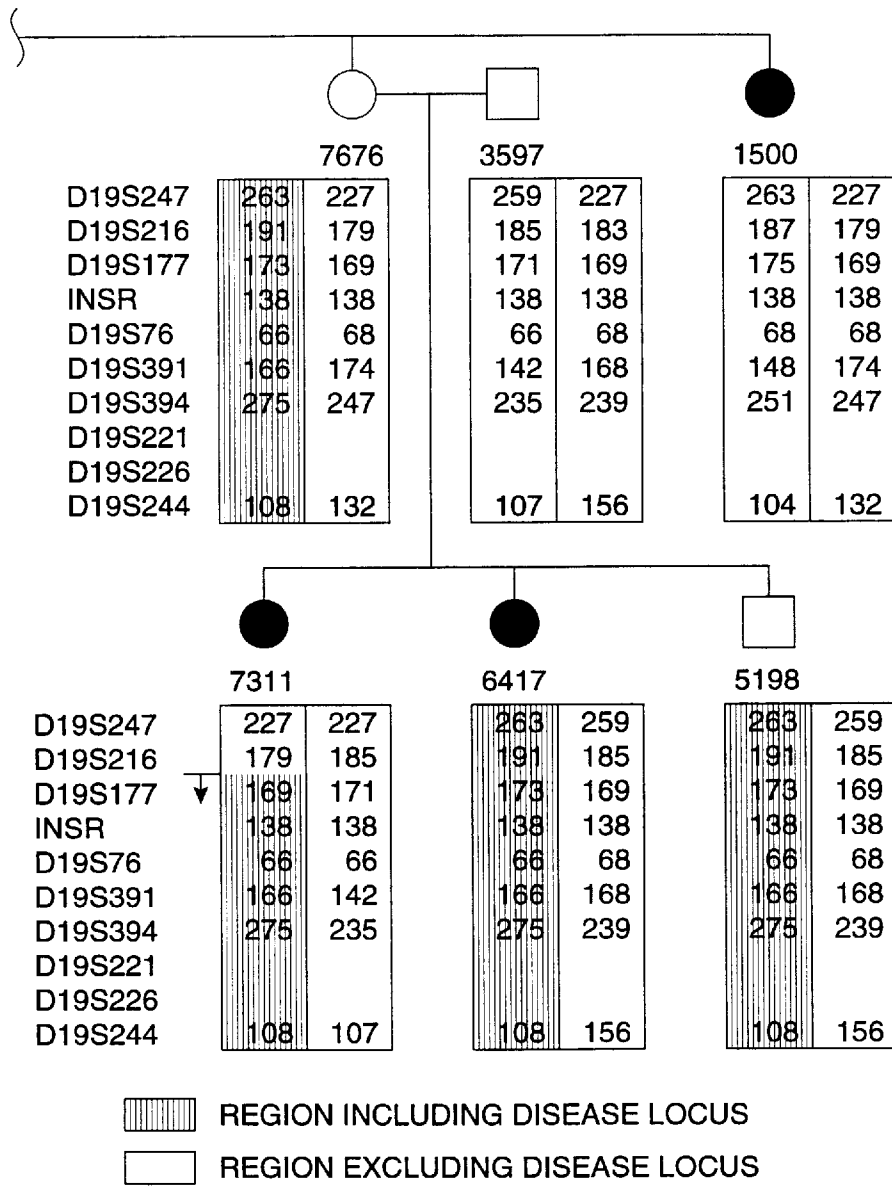 7676 3597 1500
D19S247 263 227 259 227 263 227
D19S216 191 179 185 183 187 179
D19S177 173 169 171 169 175 169
INSR 138 138 138 138 138 138
D19S76 66 68 66 68 68 68
D19S391 166 174 142 168 148 174
D19S394 275 247 235 239 251 247
D19S221
D19S226
D19S244 108 132 107 156 104 132
7311 6417 5198
D19S247 227 227 263 259 263 259
D19S216 179 185 191 185 191 185
D19S177 169 171 173 169 173 169
INSR 138 138 138 138 138 138
D19S76 66 66 66 68 66 68
D19S391 166 142 166 168 166 168
D19S394 275 235 275 239 275 239
D19S221
D19S226
D19S244 108 107 108 156 108 156
REGION INCLUDING DISEASE LOCUS
REGION EXCLUDING DISEASE LOCUS